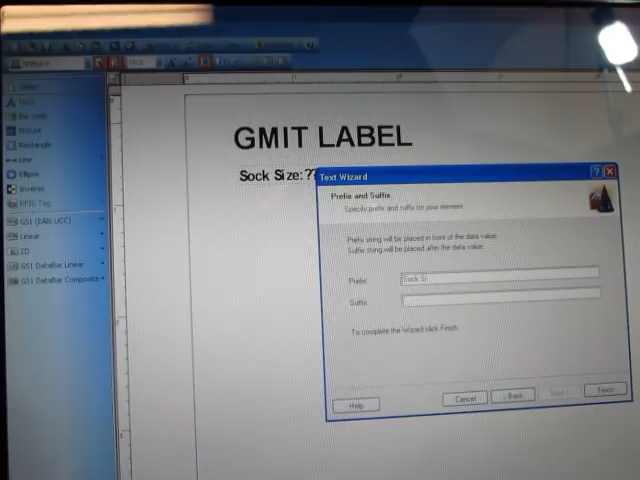 Select
Text
Bar code
Picture
Rectangle
Line
Ellipse
Inverse
RFID Tag
GS1 (EAN.UCC)
Linear
2D
GS1 DataBar Linear
GS1 DataBar Composite
GMIT LABEL
Sock Size:??
Text Wizard
Prefix and Suffix
Specify prefix and suffix for your element.
Prefix string will be placed in front of the data value.
Suffix string will be placed after the data value.
Prefix: Sock Si
Suffix:
To complete the Wizard click Finish
Help
Cancel
< Back
Next
Finish